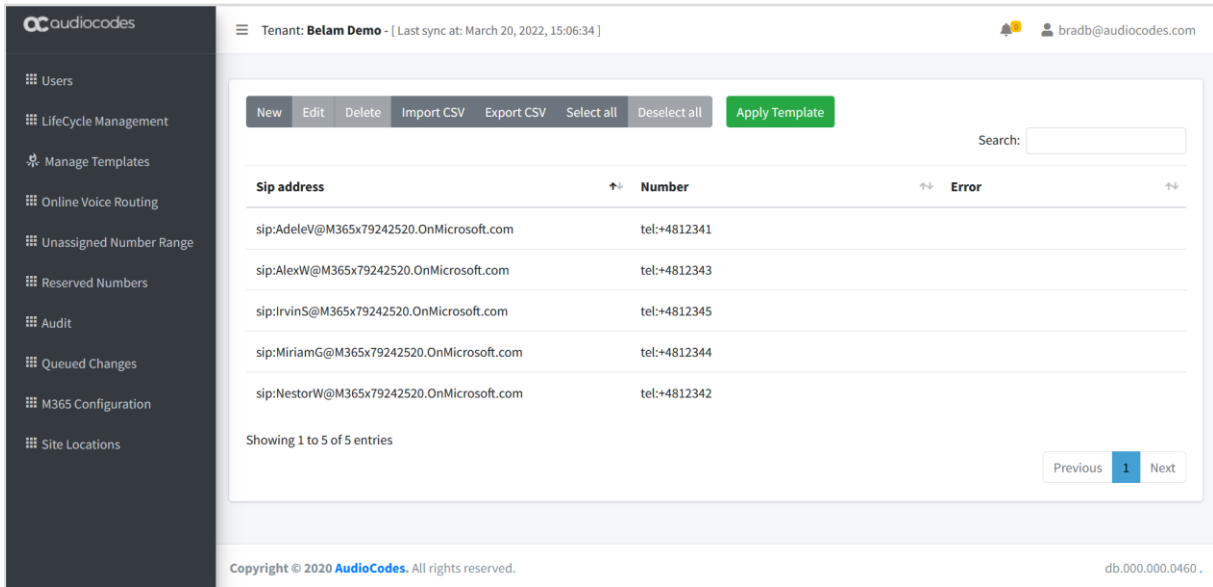 audiocodes
Tenant: Belam Demo - [ Last sync at: March 20, 2022, 15:06:34 ]
0
bradb@audiocodes.com
Users
LifeCycle Management
Manage Templates
Online Voice Routing
Unassigned Number Range
Reserved Numbers
Audit
Queued Changes
M365 Configuration
Site Locations
New Edit Delete Import CSV Export CSV Select all Deselect all Apply Template
Search:
Sip address Number Error
sip:AdeleV@M365x79242520.OnMicrosoft.com tel:+4812341
sip:AlexW@M365x79242520.OnMicrosoft.com tel:+4812343
sip:IrvinS@M365x79242520.OnMicrosoft.com tel:+4812345
sip:MiriamG@M365x79242520.OnMicrosoft.com tel:+4812344
sip:NestorW@M365x79242520.OnMicrosoft.com tel:+4812342
Showing 1 to 5 of 5 entries
Previous 1 Next
Copyright © 2020 AudioCodes. All rights reserved.
db.000.000.0460 .